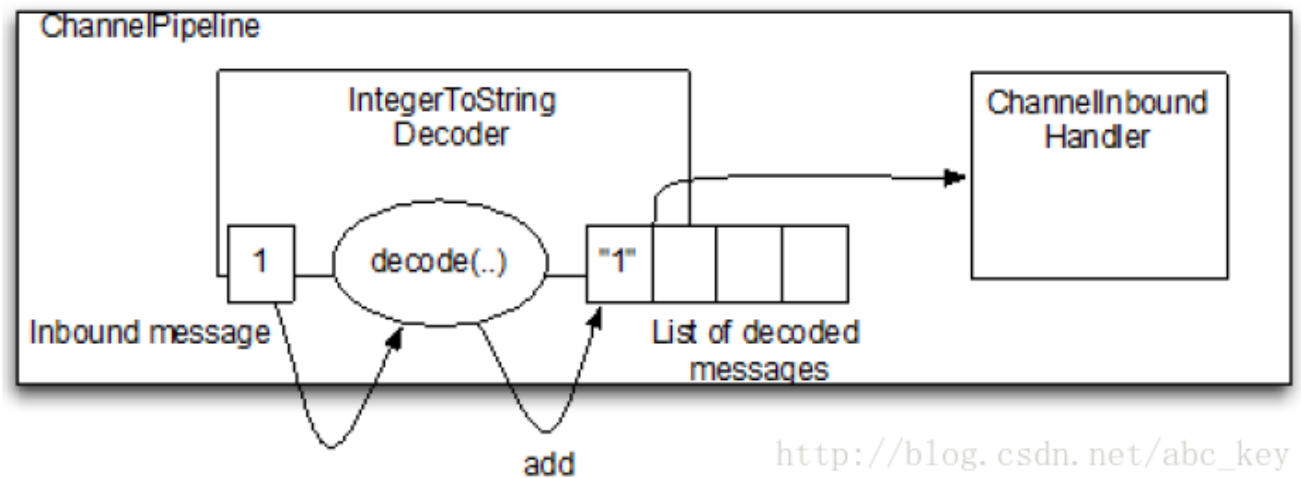 ChannelPipeline
IntegerToString
Decoder
ChannelInbound
Handler
1
decode(..)
"1"
Inbound message
List of decoded
messages
add
http://blog.csdn.net/abc_key